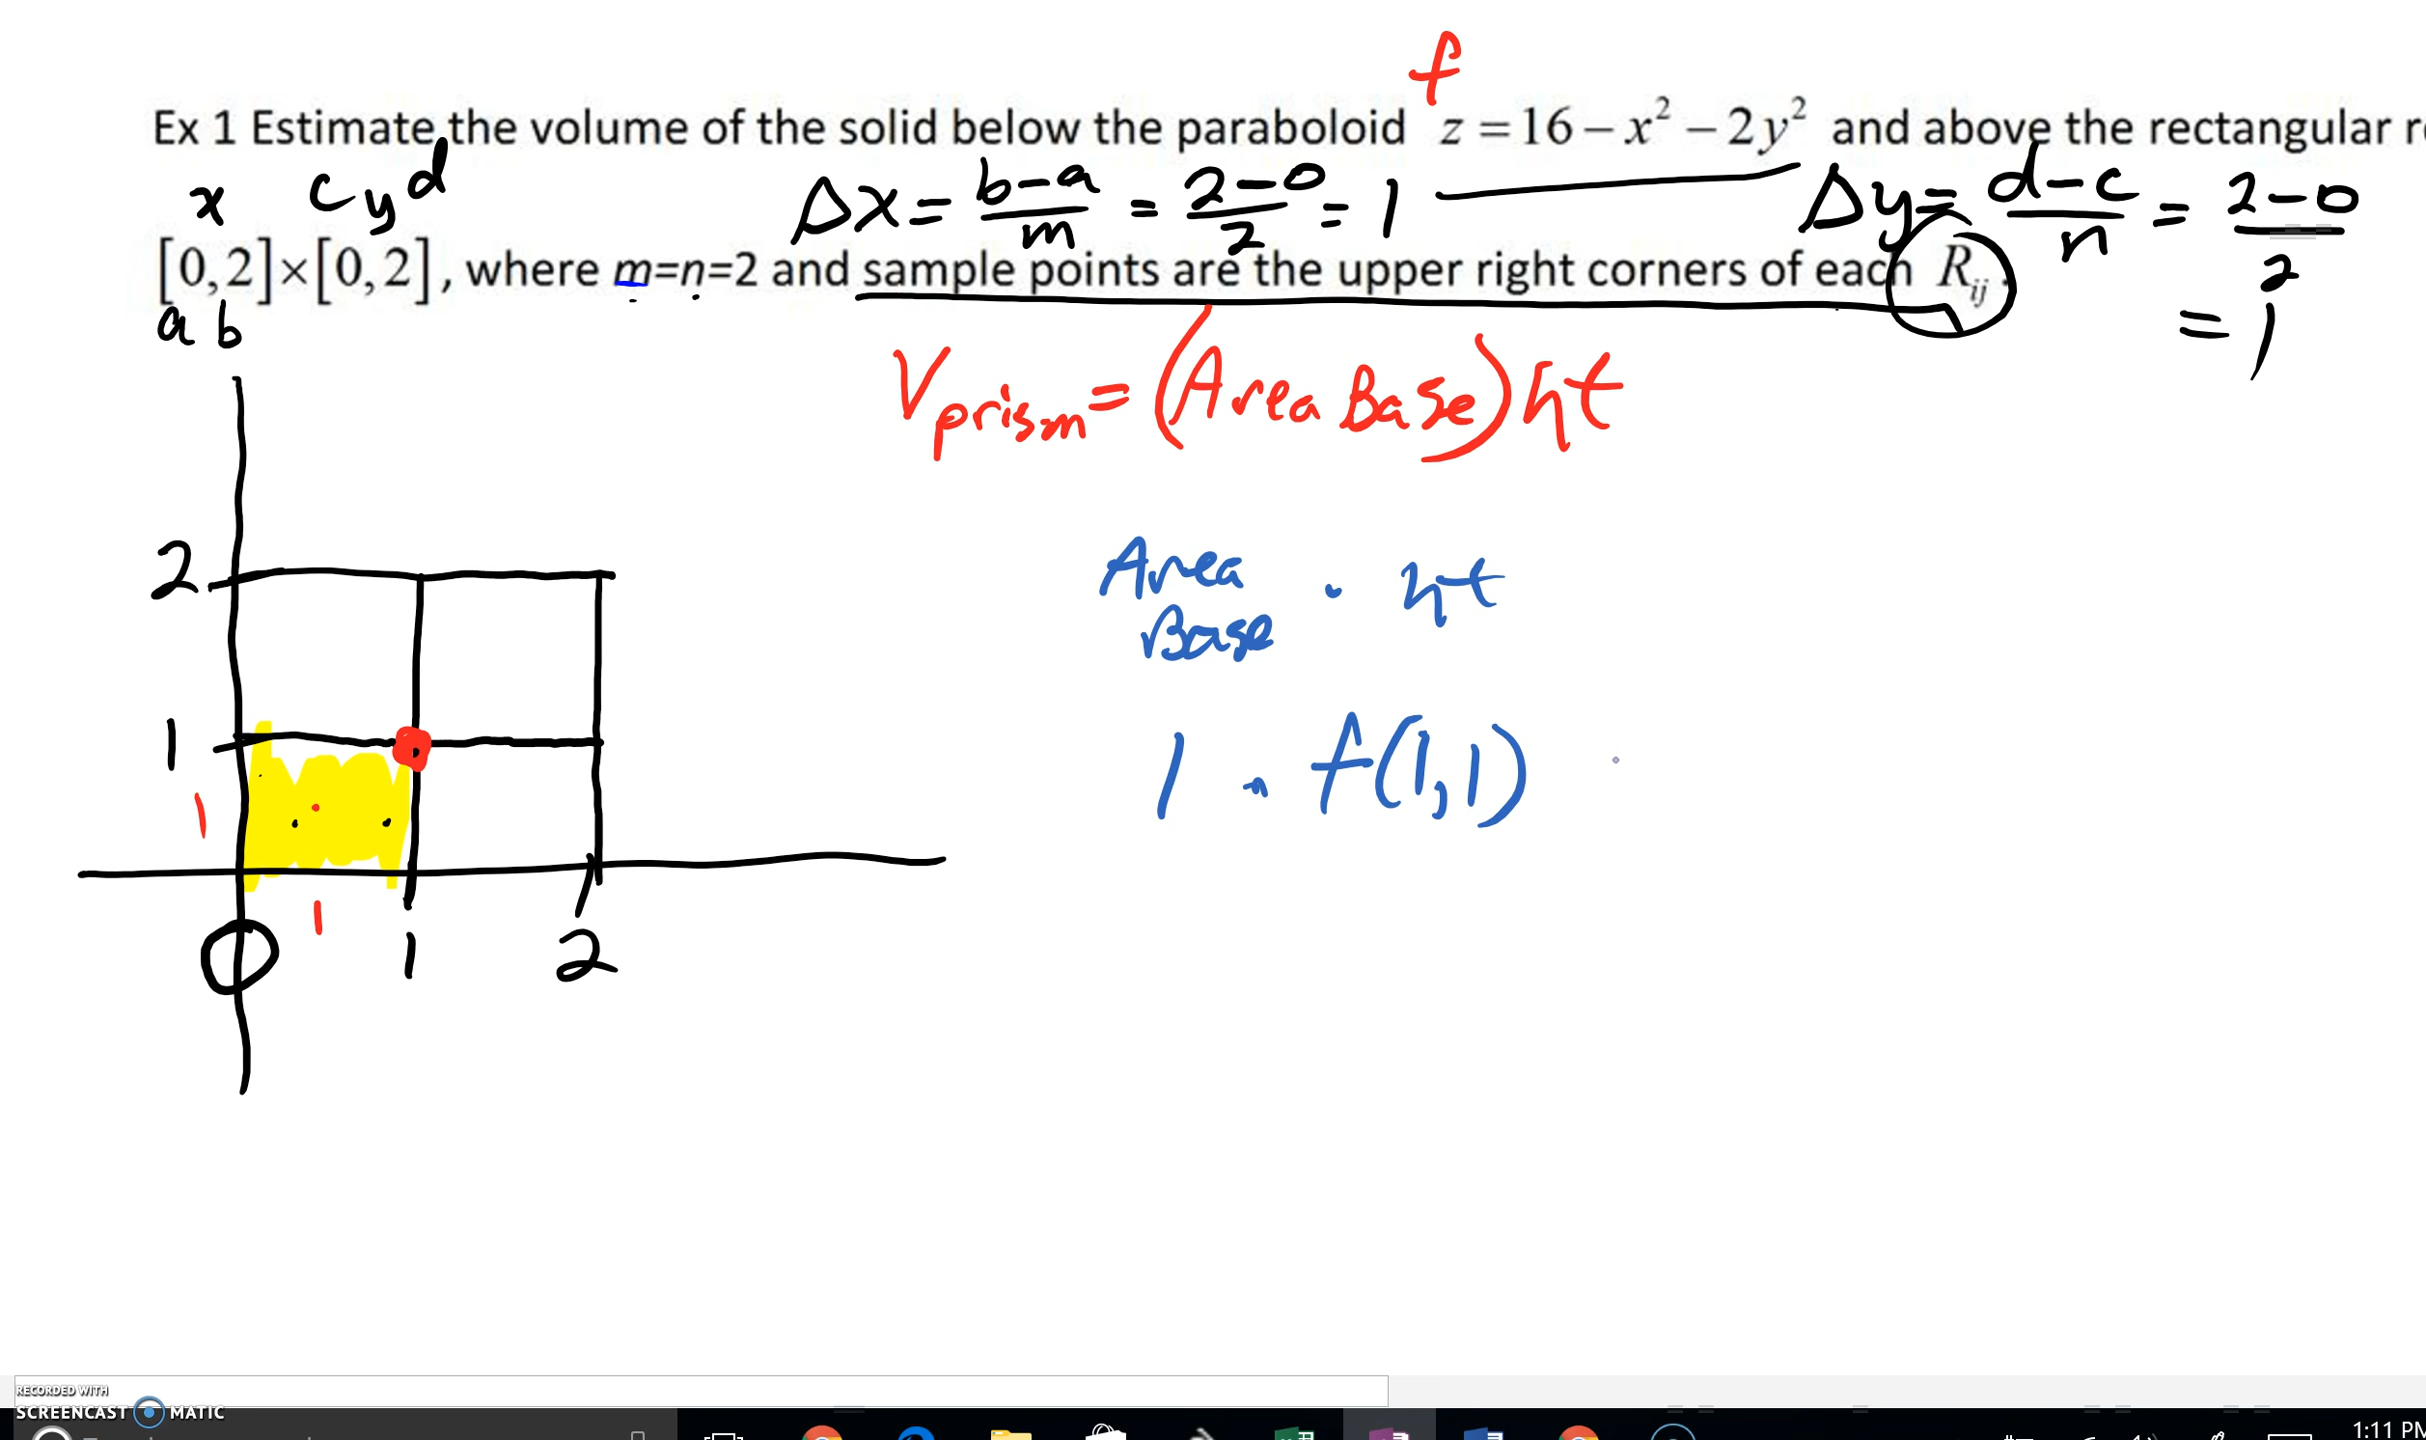 f
Ex 1 Estimate the volume of the solid below the paraboloid z = 16 − x² − 2y² and above the rectangular
x c y d Δx = b−a/m = 2−0/2 = 1 Δy = d−c/n = 2−0/2 = 1
[0,2]×[0,2], where m=n=2 and sample points are the upper right corners of each Rij.
a b
Vprism = (Area Base) ht
2
Area Base · ht
1
1 · f(1,1)
1
1
0 1 2
RECORDED WITH
SCREENCAST MATIC
1:11 PM